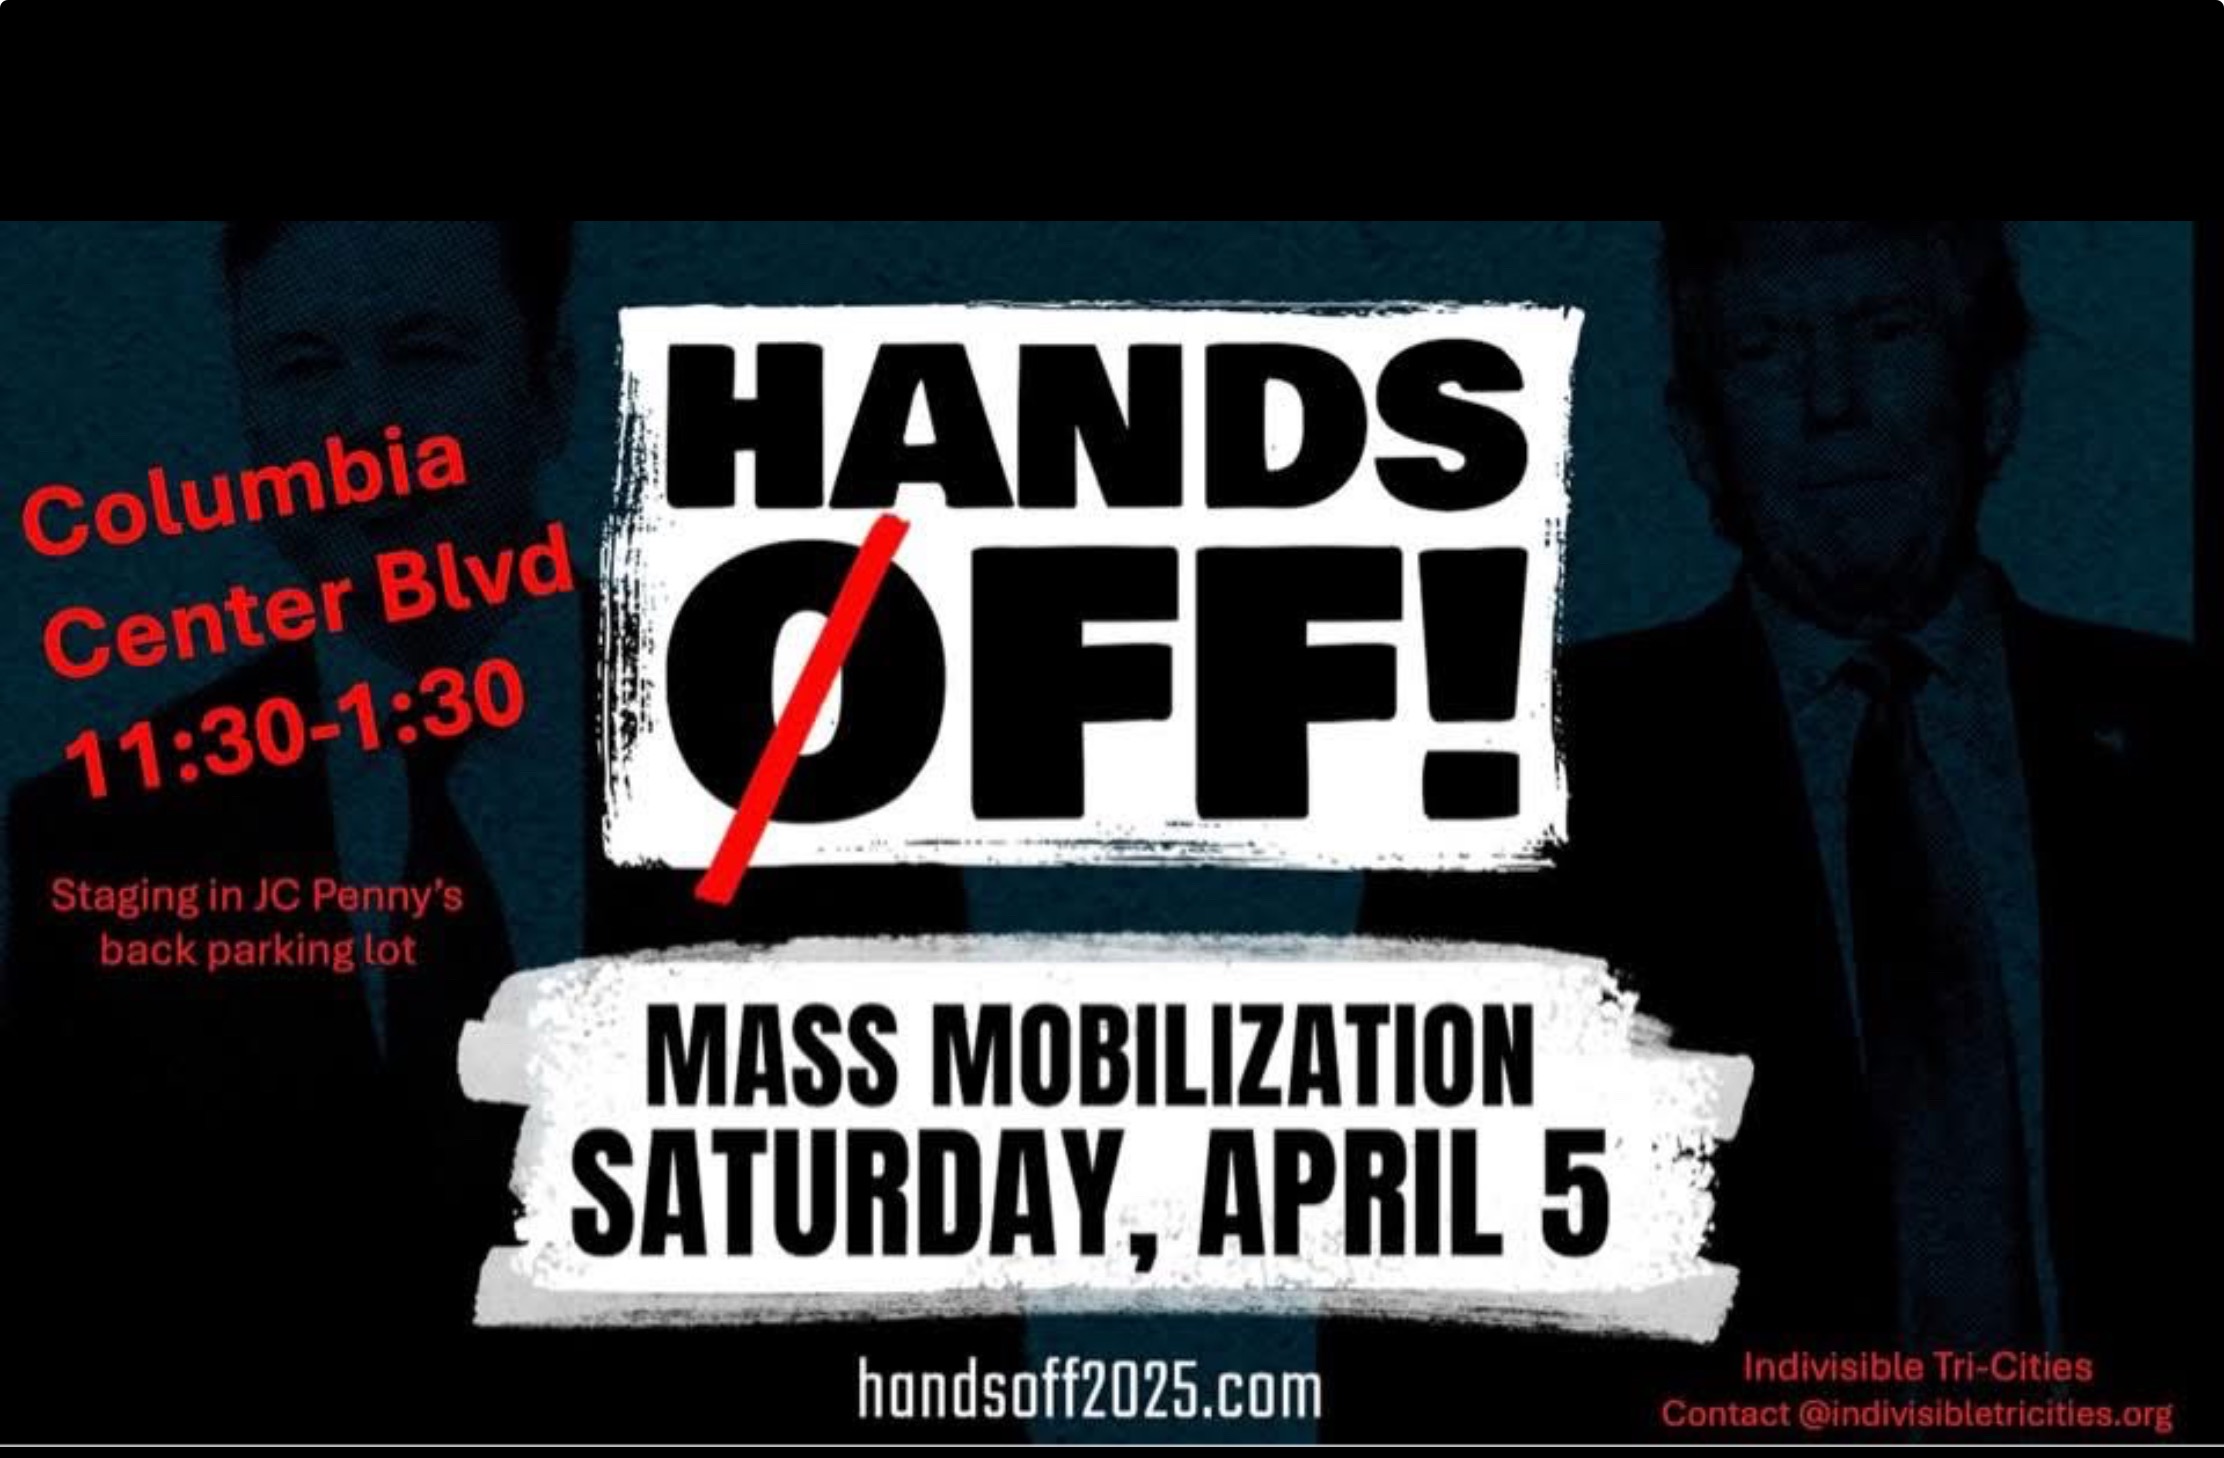 HANDS
OFF!
Columbia
Center Blvd
11:30-1:30
Staging in JC Penny's
back parking lot
MASS MOBILIZATION
SATURDAY, APRIL 5
handsoff2025.com
Indivisible Tri-Cities
Contact @indivisibletricities.org